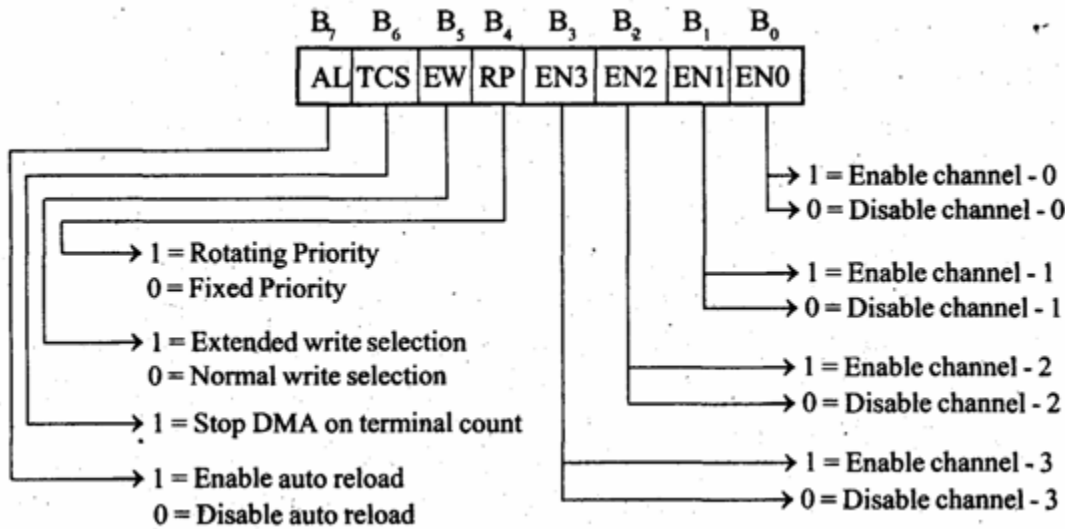 B₇ B₆ B₅ B₄ B₃ B₂ B₁ B₀
AL TCS EW RP EN3 EN2 EN1 EN0
1 = Enable channel - 0
0 = Disable channel - 0
1 = Rotating Priority
0 = Fixed Priority
1 = Enable channel - 1
0 = Disable channel - 1
1 = Extended write selection
0 = Normal write selection
1 = Enable channel - 2
0 = Disable channel - 2
1 = Stop DMA on terminal count
1 = Enable channel - 3
0 = Disable channel - 3
1 = Enable auto reload
0 = Disable auto reload